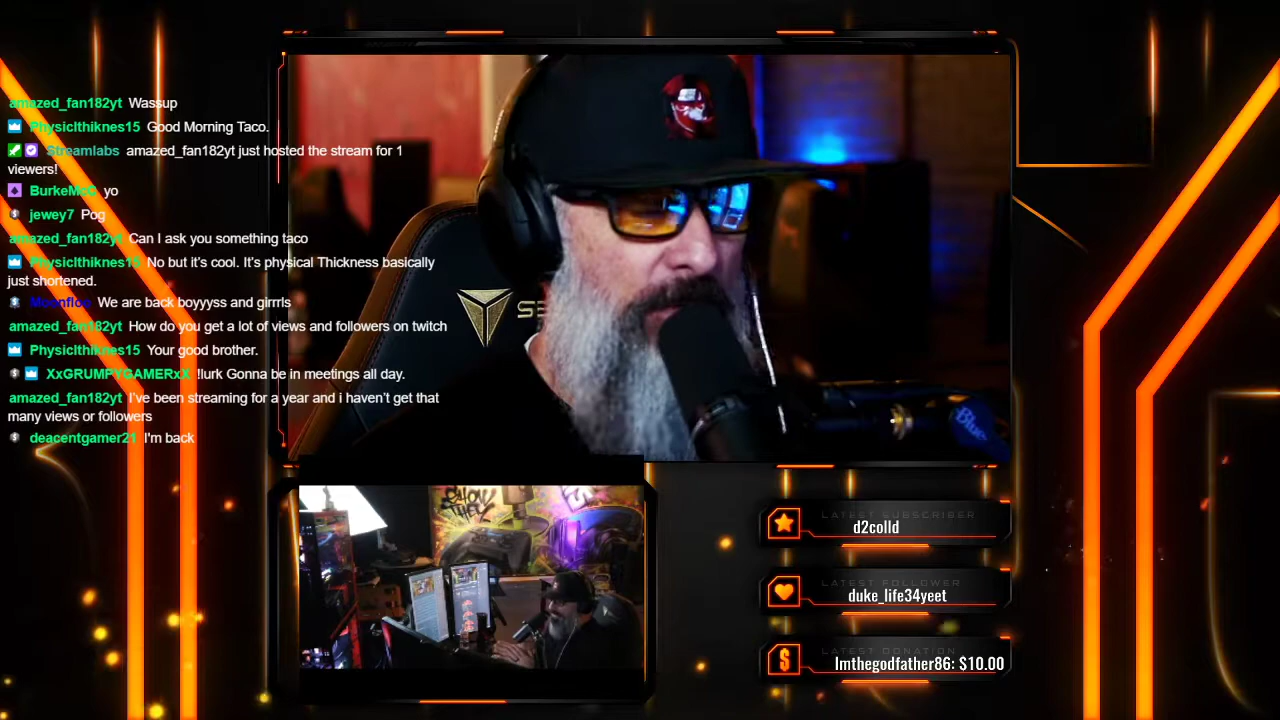 amazed_fan182yt Wassup
Physiclthiknes15 Good Morning Taco.
Streamlabs amazed_fan182yt just hosted the stream for 1
viewers!
BurkeMcC yo
jewey7 Pog
amazed_fan182yt Can I ask you something taco
Physiclthiknes15 No but it's cool. It's physical Thickness basically
just shortened.
We are back boyyyss and girrrls
amazed_fan182yt How do you get a lot of views and followers on twitch
Physiclthiknes15 Your good brother.
XxGRUMPYGAMERxX !lurk Gonna be in meetings all day.
amazed_fan182yt I've been streaming for a year and i haven't get that
many views or followers
deacentgamer21 I'm back
SE
Blue
SHOW
LATEST SUBSCRIBER
d2colld
LATEST FOLLOWER
duke_life34yeet
LATEST DONATION
Imthegodfather86: $10.00